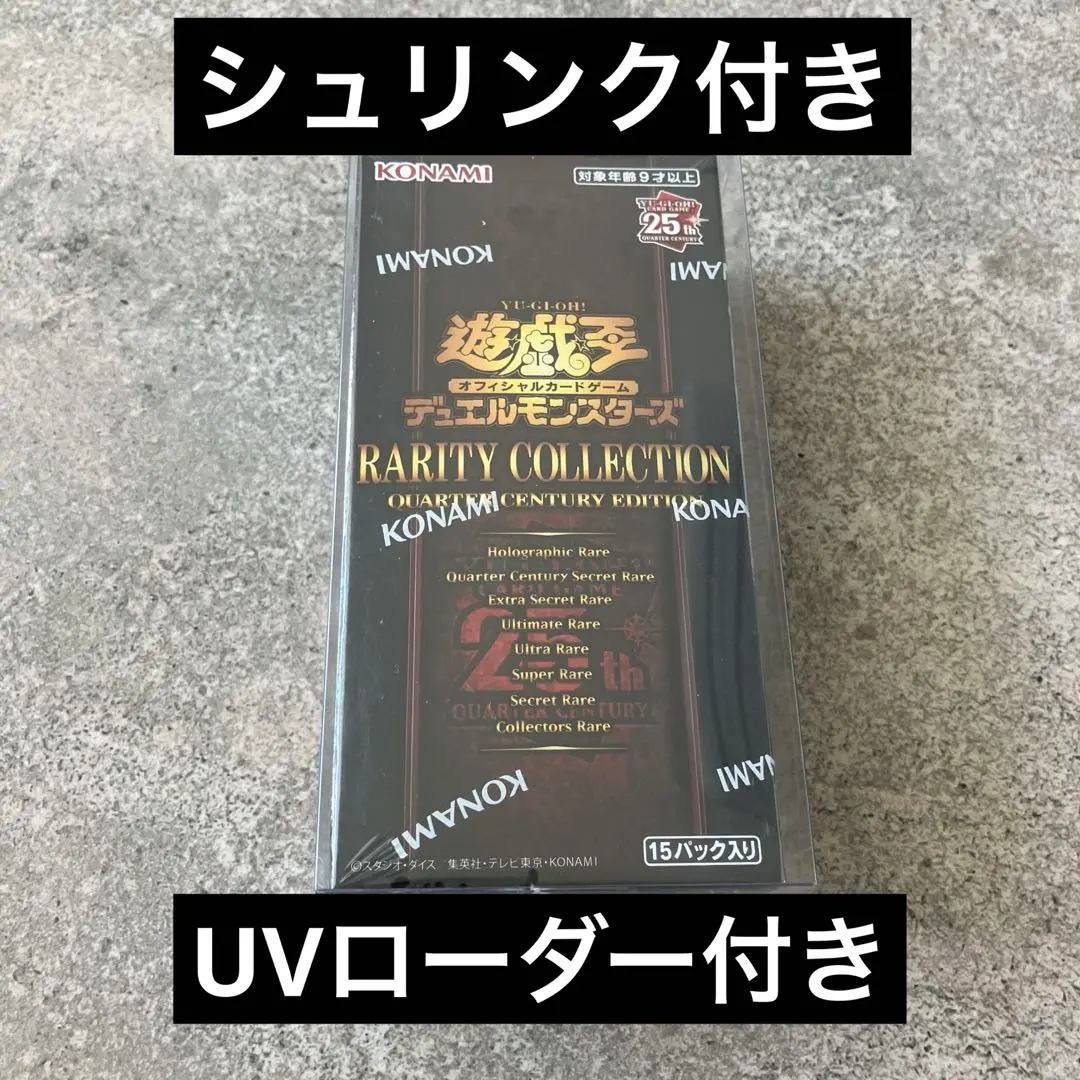 シュリンク付き
KONAMI
対象年齢9才以上
YU-GI-OH!
CARD GAME
25th
QUARTER CENTURY
KONAMI
KONAMI
YU-GI-OH!
遊☆戯☆王
オフィシャルカードゲーム
デュエルモンスターズ
RARITY COLLECTION
QUARTER CENTURY EDITION
KONAMI
KONA
Holographic Rare
Quarter Century Secret Rare
Extra Secret Rare
Ultimate Rare
Ultra Rare
Super Rare
Secret Rare
Collectors Rare
CARD GAME
25th
QUARTER CENTURY
KONAMI
KONAMI
15パック入り
©スタジオ・ダイス/集英社・テレビ東京・KONAMI
UVローダー付き